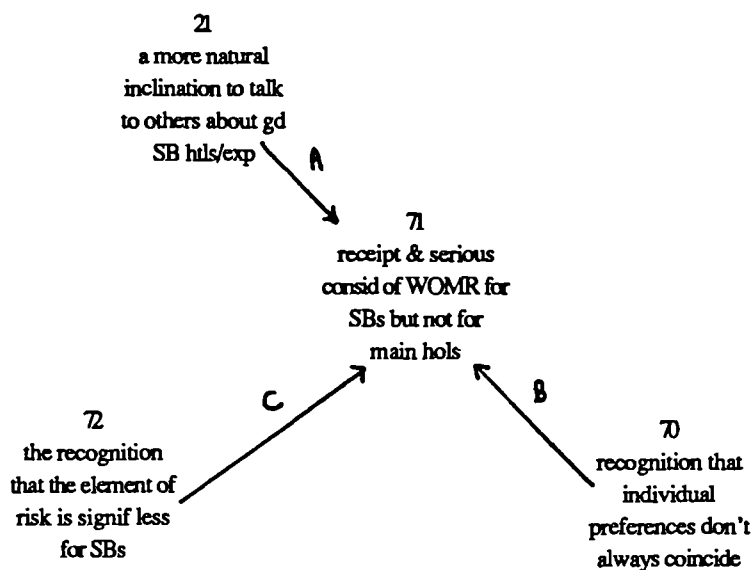 21
a more natural
inclination to talk
to others about gd
SB htls/exp
A
71
receipt & serious
consid of WOMR for
SBs but not for
main hols
C
B
72
the recognition
that the element of
risk is signif less
for SBs
70
recognition that
individual
preferences don't
always coincide